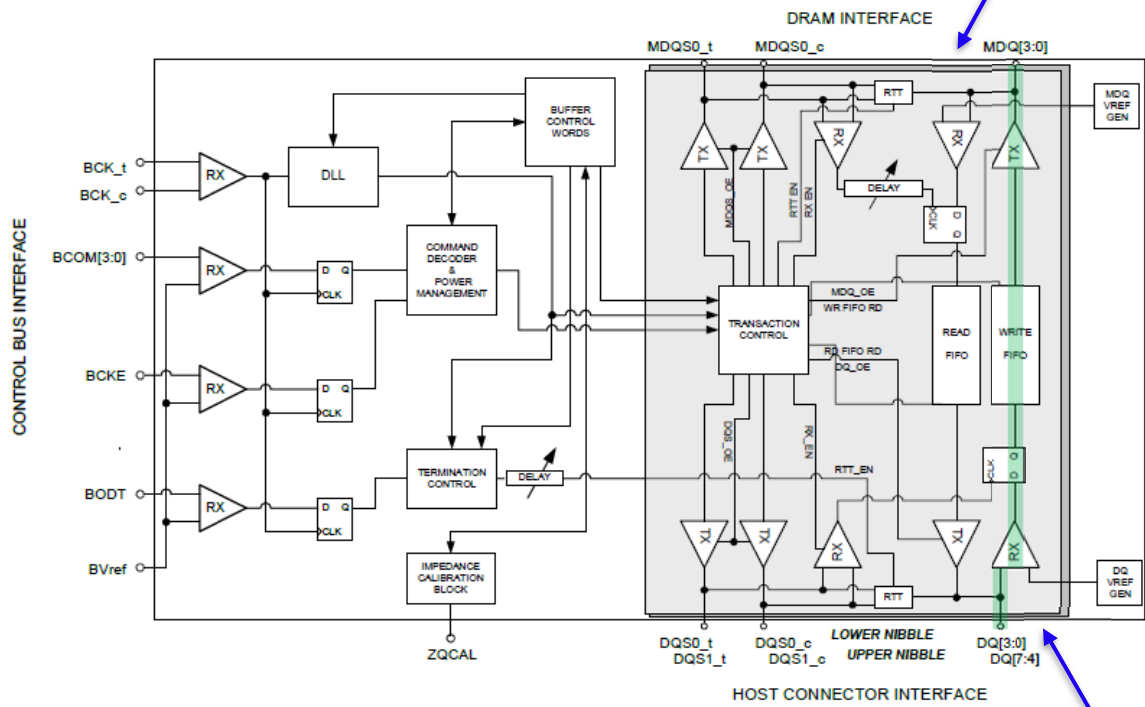 DRAM INTERFACE
MDQS0_t
MDQS0_c
MDQ[3:0]
CONTROL BUS INTERFACE
BCK_t
BCK_c
RX
DLL
BUFFER
CONTROL
WORDS
BCOM[3:0]
RX
D Q
CLK
COMMAND
DECODER
&
POWER
MANAGEMENT
BCKE
RX
D Q
CLK
BODT
RX
D Q
CLK
TERMINATION
CONTROL
DELAY
BVref
IMPEDANCE
CALIBRATION
BLOCK
ZQCAL
TX
TX
RX
RTT
RX
TX
MDQ
VREF
GEN
MDQS_OE
RTT EN
RX EN
DELAY
CLK
D Q
TRANSACTION
CONTROL
MDQ_OE
WR FIFO RD
RD FIFO RD
DQ_OE
READ
FIFO
WRITE
FIFO
DQS_OE
RX_EN
RTT_EN
CLK
D Q
TX
TX
RX
TX
RX
RTT
DQ
VREF
GEN
DQS0_t
DQS1_t
DQS0_c
DQS1_c
LOWER NIBBLE
UPPER NIBBLE
DQ[3:0]
DQ[7:4]
HOST CONNECTOR INTERFACE